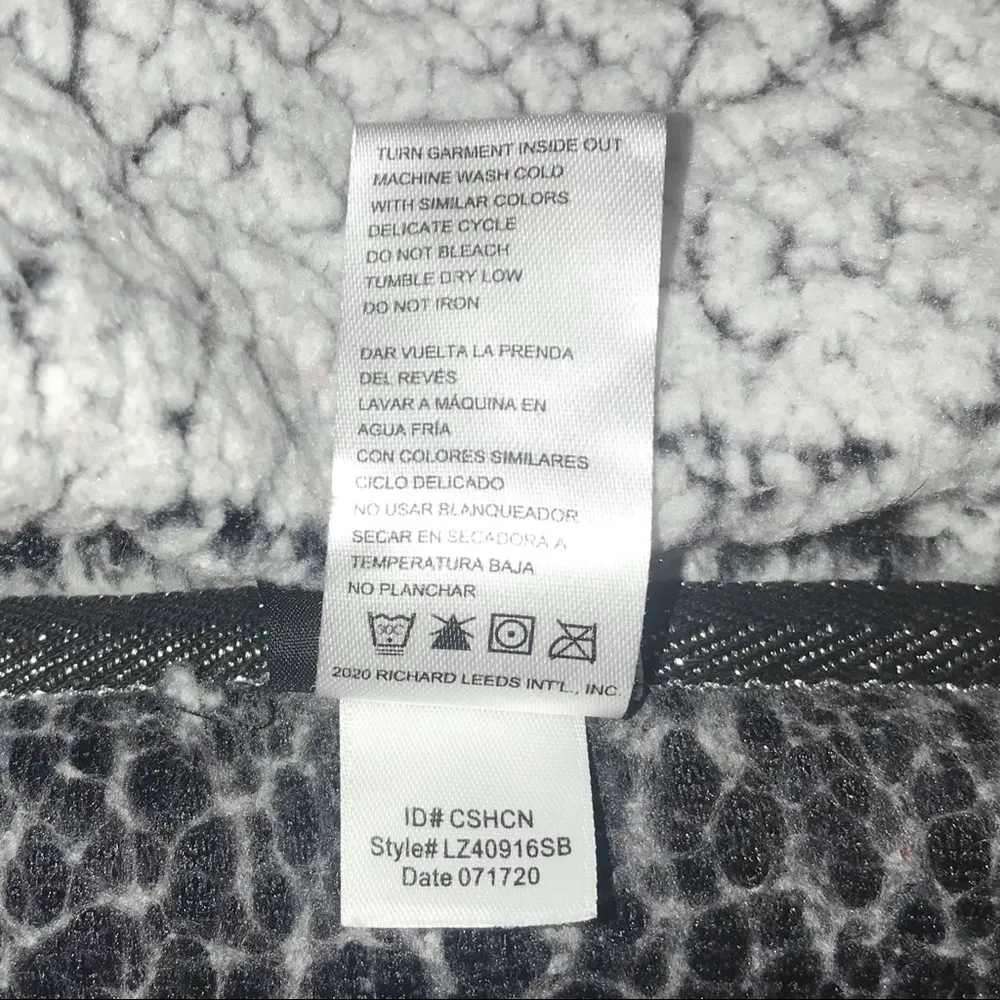 TURN GARMENT INSIDE OUT
MACHINE WASH COLD
WITH SIMILAR COLORS
DELICATE CYCLE
DO NOT BLEACH
TUMBLE DRY LOW
DO NOT IRON
DAR VUELTA LA PRENDA
DEL REVÉS
LAVAR A MÁQUINA EN
AGUA FRÍA
CON COLORES SIMILARES
CICLO DELICADO
NO USAR BLANQUEADOR
SECAR EN SECADORA A
TEMPERATURA BAJA
NO PLANCHAR
30C
2020 RICHARD LEEDS INT'L., INC.
ID# CSHCN
Style# LZ40916SB
Date 071720